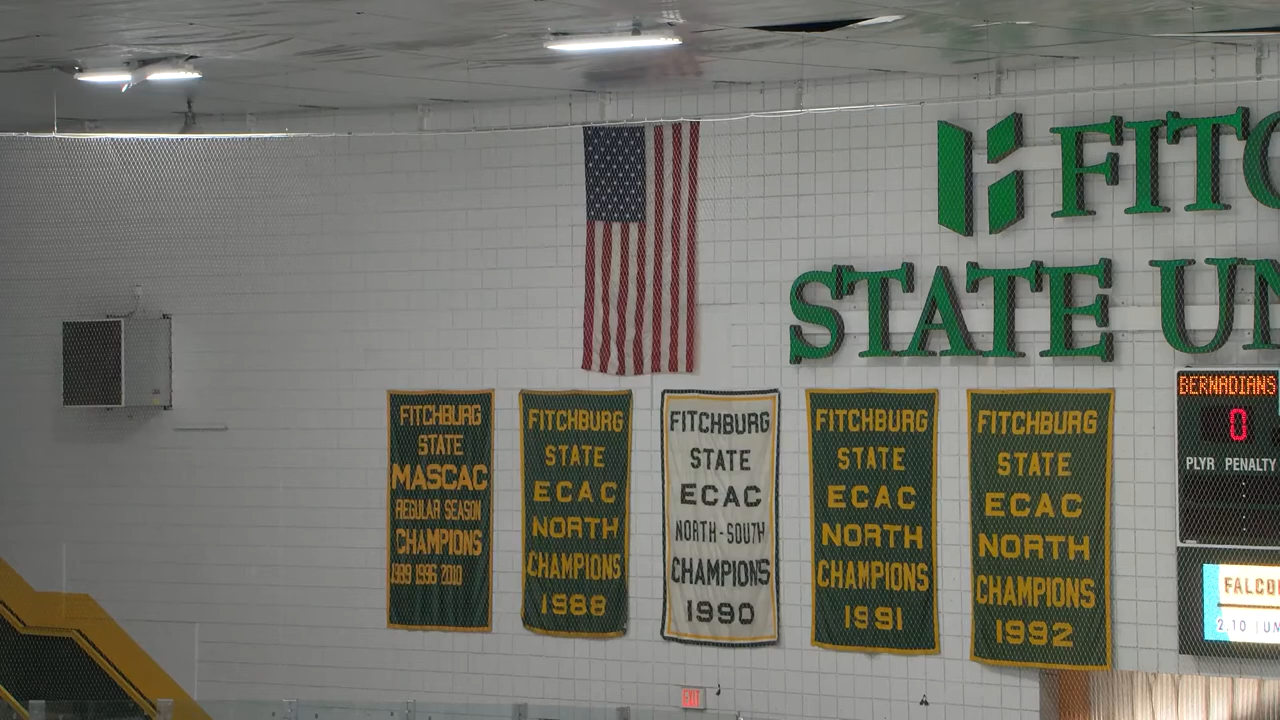 FITC
STATE UN
FITCHBURG
STATE
MASCAC
REGULAR SEASON
CHAMPIONS
1989 1996 2010
FITCHBURG
STATE
ECAC
NORTH
CHAMPIONS
1988
FITCHBURG
STATE
ECAC
NORTH-SOUTH
CHAMPIONS
1990
FITCHBURG
STATE
ECAC
NORTH
CHAMPIONS
1991
FITCHBURG
STATE
ECAC
NORTH
CHAMPIONS
1992
BERNADIANS
0
PLYR PENALTY
FALCO
EXIT